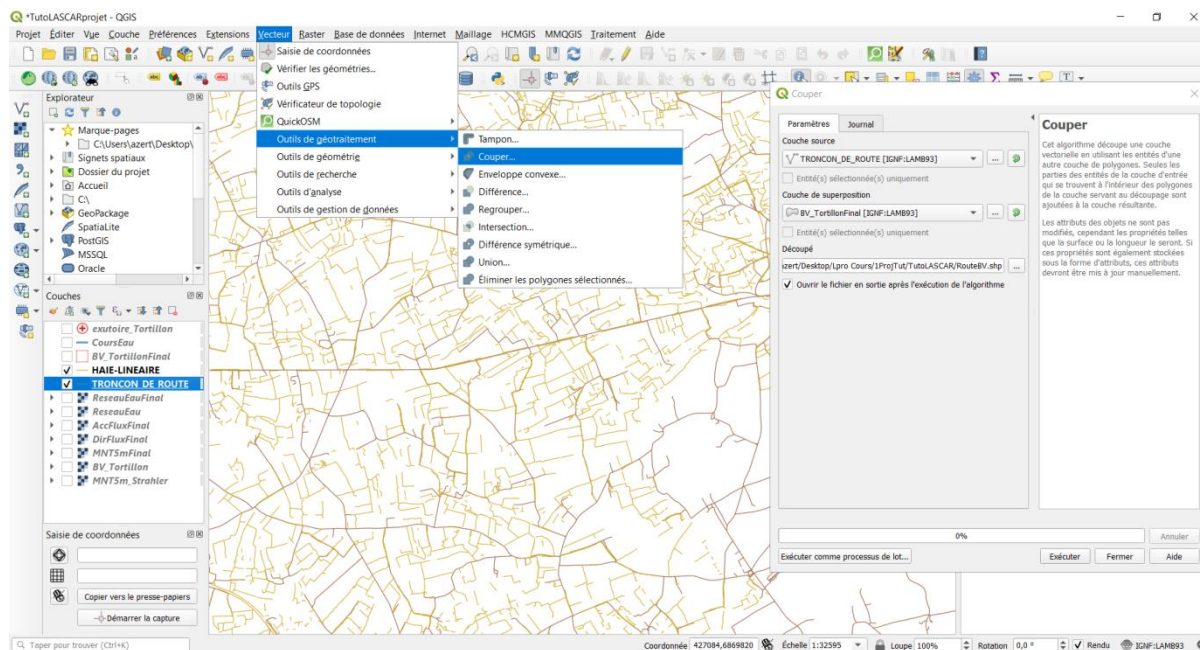 *TutoLASCARprojet - QGIS
Projet Éditer Vue Couche Préférences Extensions Vecteur Raster Base de données Internet Maillage HCMGIS MMQGIS Traitement Aide
Saisie de coordonnées
Vérifier les géométries...
Outils GPS
Vérificateur de topologie
QuickOSM
Outils de géotraitement
Outils de géométrie
Outils de recherche
Outils d'analyse
Outils de gestion de données
Tampon...
Couper...
Enveloppe convexe...
Différence...
Regrouper...
Intersection...
Différence symétrique...
Union...
Éliminer les polygones sélectionnés...
Explorateur
Marque-pages
C:\Users\azert\Desktop\
Signets spatiaux
Dossier du projet
Accueil
C:\
GeoPackage
SpatiaLite
PostGIS
MSSQL
Oracle
Couches
exutoire_Tortillon
CoursEau
BV_TortillonFinal
HAIE-LINEAIRE
TRONCON DE ROUTE
ReseauEauFinal
ReseauEau
AccFluxFinal
DirFluxFinal
MNT5mFinal
BV_Tortillon
MNT5m_Strahler
Saisie de coordonnées
Copier vers le presse-papiers
Démarrer la capture
Couper
Paramètres Journal
Couche source
TRONCON_DE_ROUTE [IGNF:LAMB93]
...
Entité(s) sélectionnée(s) uniquement
Couche de superposition
BV_TortillonFinal [IGNF:LAMB93]
...
Entité(s) sélectionnée(s) uniquement
Découpé
azert/Desktop/Lpro Cours/1ProjTut/TutoLASCAR/RouteBV.shp
...
Ouvrir le fichier en sortie après l'exécution de l'algorithme
Couper
Cet algorithme découpe une couche
vectorielle en utilisant les entités d'une
autre couche de polygones. Seules les
parties des entités de la couche d'entrée
qui se trouvent à l'intérieur des polygones
de la couche servant au découpage sont
ajoutées à la couche résultante.
Les attributs des objets ne sont pas
modifiés, cependant les propriétés telles
que la surface ou la longueur le seront. Si
ces propriétés sont également stockées
sous la forme d'attributs, ces attributs
devront être mis à jour manuellement.
0%
Annuler
Exécuter comme processus de lot...
Exécuter
Fermer
Aide
Taper pour trouver (Ctrl+K)
Coordonnée 427084,6869820 Échelle 1:32595 Loupe 100% Rotation 0,0 ° Rendu IGNF:LAMB93